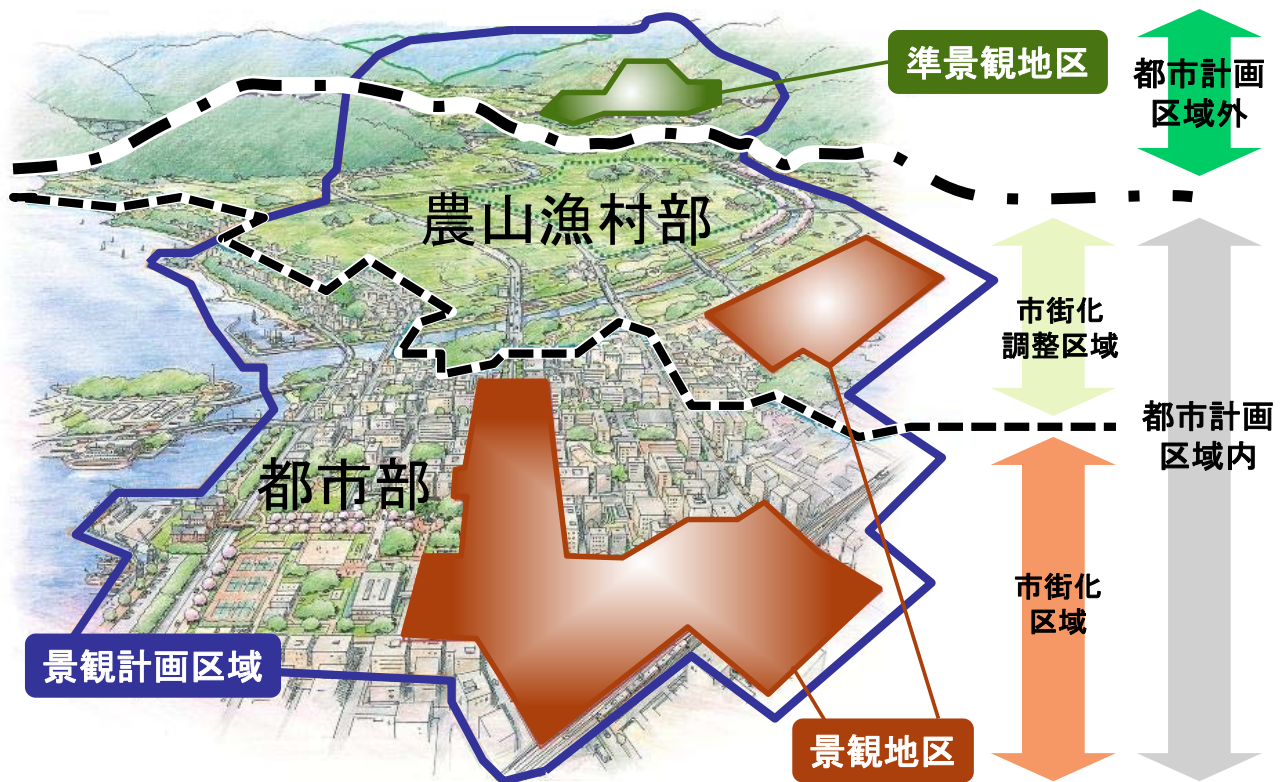 準景観地区
都市計画
区域外
農山漁村部
市街化
調整区域
都市計画
区域内
都市部
市街化
区域
景観計画区域
景観地区